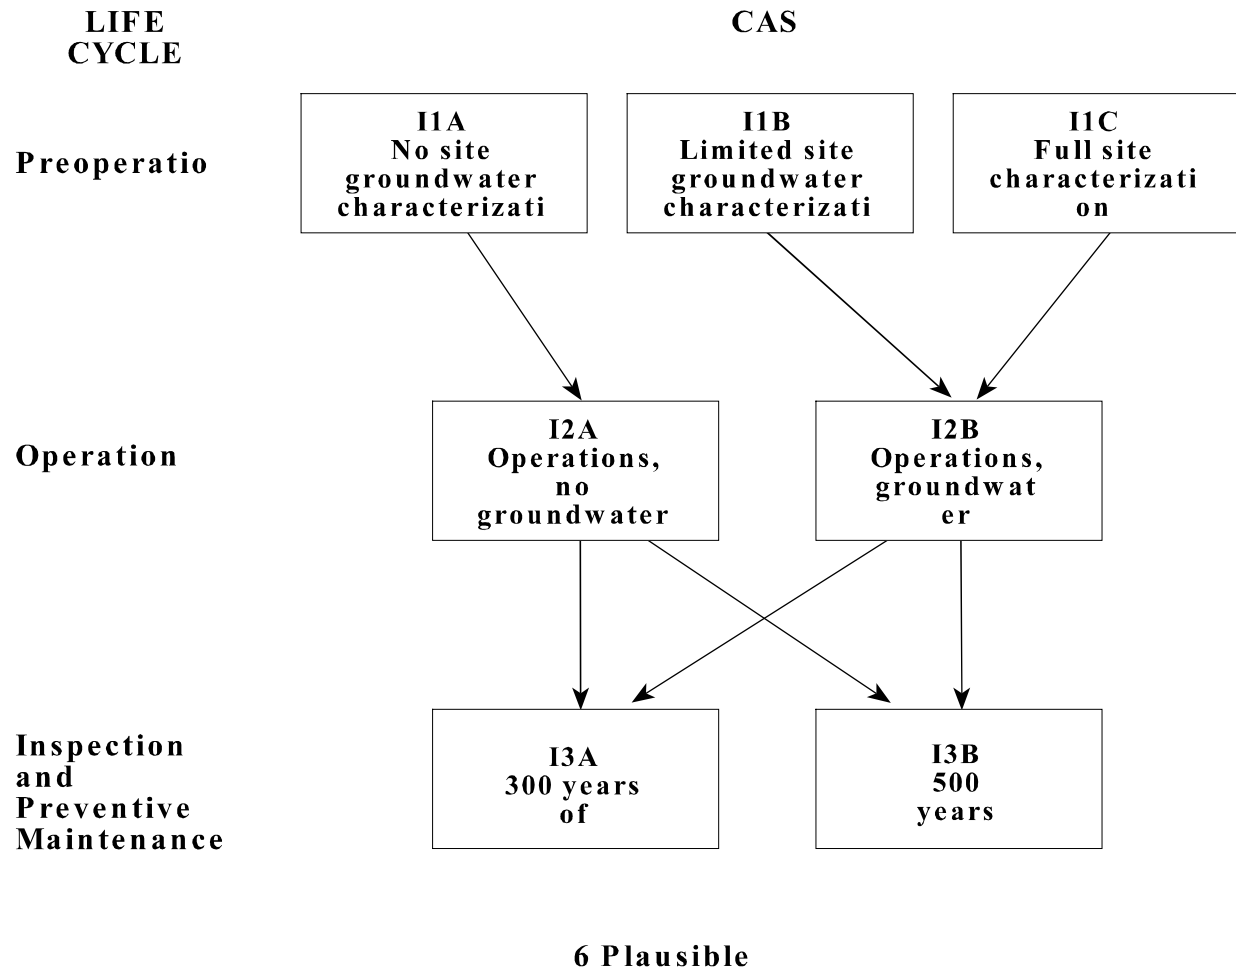 LIFE
CYCLE
CAS
Preoperatio
I1A
No site
groundwater
characterizati
I1B
Limited site
groundwater
characterizati
I1C
Full site
characterizati
on
Operation
I2A
Operations,
no
groundwater
I2B
Operations,
groundwat
er
Inspection
and
Preventive
Maintenance
I3A
300 years
of
I3B
500
years
6 Plausible